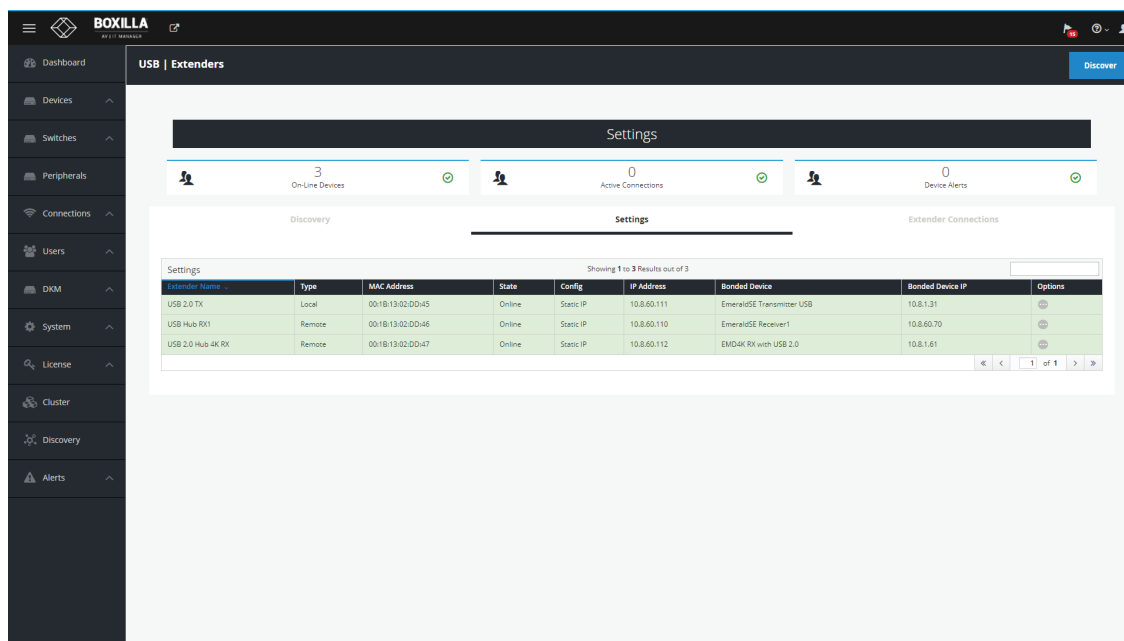 BOXILLA
AV/IT MANAGER
15
Dashboard
Devices
Switches
Peripherals
Connections
Users
DKM
System
License
Cluster
Discovery
Alerts
USB | Extenders
Discover
Settings
3
On-Line Devices
0
Active Connections
0
Device Alerts
Discovery Settings Extender Connections
Settings Showing 1 to 3 Results out of 3
Extender Name Type MAC Address State Config IP Address Bonded Device Bonded Device IP Options
USB 2.0 TX Local 00:1B:13:02:DD:45 Online Static IP 10.8.60.111 EmeraldSE Transmitter USB 10.8.1.31
USB Hub RX1 Remote 00:1B:13:02:DD:46 Online Static IP 10.8.60.110 EmeraldSE Receiver1 10.8.60.70
USB 2.0 Hub 4K RX Remote 00:1B:13:02:DD:47 Online Static IP 10.8.60.112 EMD4K RX with USB 2.0 10.8.1.61
« < 1 of 1 > »